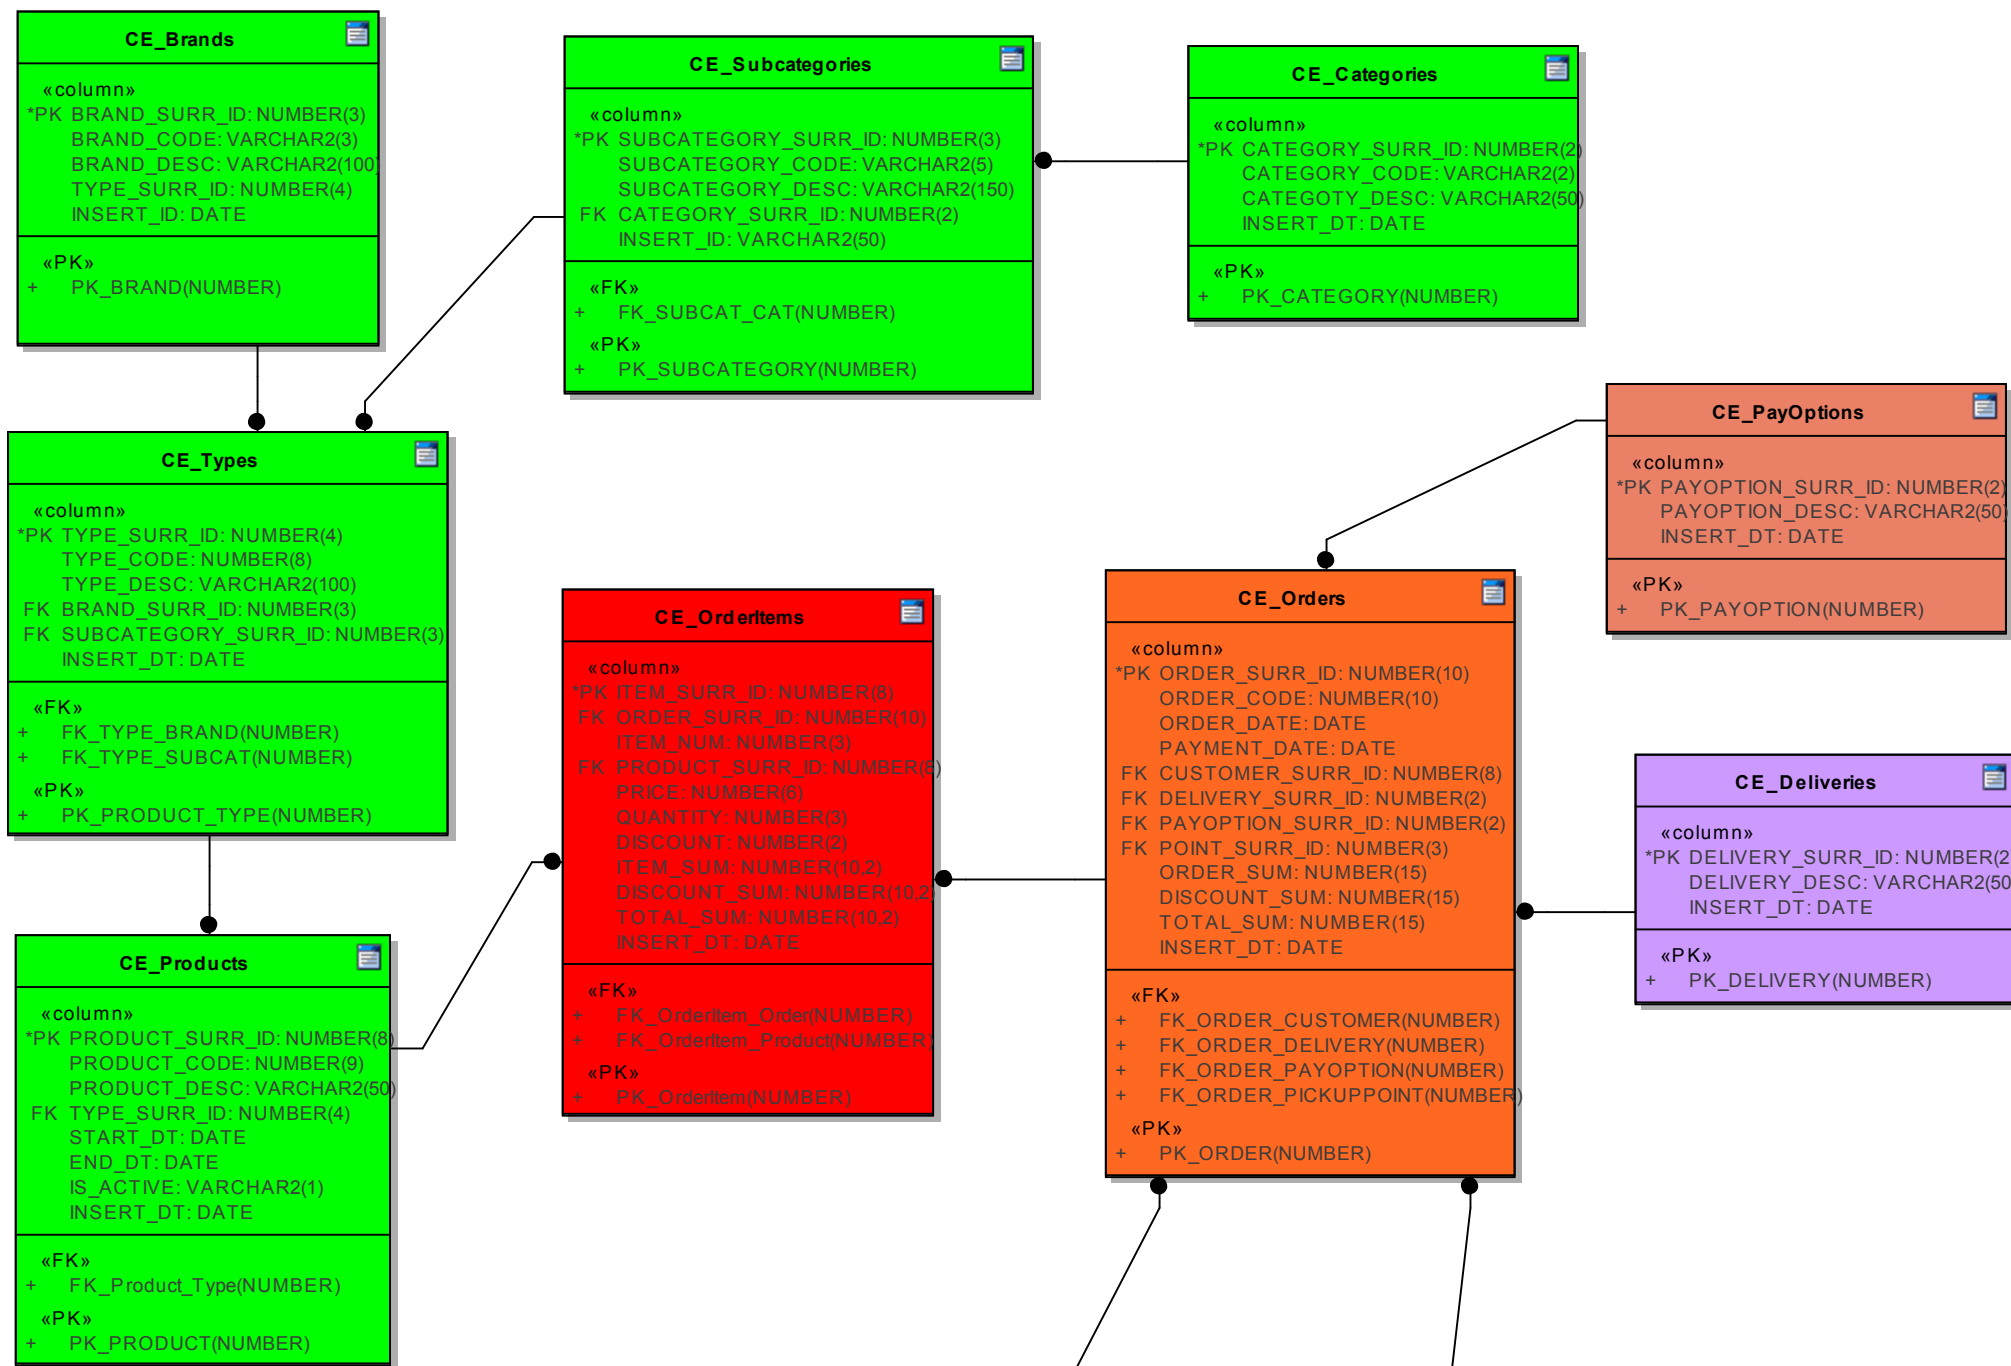 CE_Brands
«column»
*PK BRAND_SURR_ID: NUMBER(3)
BRAND_CODE: VARCHAR2(3)
BRAND_DESC: VARCHAR2(100)
TYPE_SURR_ID: NUMBER(4)
INSERT_ID: DATE
«PK»
+ PK_BRAND(NUMBER)
CE_Subcategories
«column»
*PK SUBCATEGORY_SURR_ID: NUMBER(3)
SUBCATEGORY_CODE: VARCHAR2(5)
SUBCATEGORY_DESC: VARCHAR2(150)
FK CATEGORY_SURR_ID: NUMBER(2)
INSERT_ID: VARCHAR2(50)
«FK»
+ FK_SUBCAT_CAT(NUMBER)
«PK»
+ PK_SUBCATEGORY(NUMBER)
CE_Categories
«column»
*PK CATEGORY_SURR_ID: NUMBER(2)
CATEGORY_CODE: VARCHAR2(2)
CATEGOTY_DESC: VARCHAR2(50)
INSERT_DT: DATE
«PK»
+ PK_CATEGORY(NUMBER)
CE_Types
«column»
*PK TYPE_SURR_ID: NUMBER(4)
TYPE_CODE: NUMBER(8)
TYPE_DESC: VARCHAR2(100)
FK BRAND_SURR_ID: NUMBER(3)
FK SUBCATEGORY_SURR_ID: NUMBER(3)
INSERT_DT: DATE
«FK»
+ FK_TYPE_BRAND(NUMBER)
+ FK_TYPE_SUBCAT(NUMBER)
«PK»
+ PK_PRODUCT_TYPE(NUMBER)
CE_OrderItems
«column»
*PK ITEM_SURR_ID: NUMBER(8)
FK ORDER_SURR_ID: NUMBER(10)
ITEM_NUM: NUMBER(3)
FK PRODUCT_SURR_ID: NUMBER(8)
PRICE: NUMBER(6)
QUANTITY: NUMBER(3)
DISCOUNT: NUMBER(2)
ITEM_SUM: NUMBER(10,2)
DISCOUNT_SUM: NUMBER(10,2)
TOTAL_SUM: NUMBER(10,2)
INSERT_DT: DATE
«FK»
+ FK_OrderItem_Order(NUMBER)
+ FK_OrderItem_Product(NUMBER)
«PK»
+ PK_OrderItem(NUMBER)
CE_Orders
«column»
*PK ORDER_SURR_ID: NUMBER(10)
ORDER_CODE: NUMBER(10)
ORDER_DATE: DATE
PAYMENT_DATE: DATE
FK CUSTOMER_SURR_ID: NUMBER(8)
FK DELIVERY_SURR_ID: NUMBER(2)
FK PAYOPTION_SURR_ID: NUMBER(2)
FK POINT_SURR_ID: NUMBER(3)
ORDER_SUM: NUMBER(15)
DISCOUNT_SUM: NUMBER(15)
TOTAL_SUM: NUMBER(15)
INSERT_DT: DATE
«FK»
+ FK_ORDER_CUSTOMER(NUMBER)
+ FK_ORDER_DELIVERY(NUMBER)
+ FK_ORDER_PAYOPTION(NUMBER)
+ FK_ORDER_PICKUPPOINT(NUMBER)
«PK»
+ PK_ORDER(NUMBER)
CE_PayOptions
«column»
*PK PAYOPTION_SURR_ID: NUMBER(2)
PAYOPTION_DESC: VARCHAR2(50)
INSERT_DT: DATE
«PK»
+ PK_PAYOPTION(NUMBER)
CE_Deliveries
«column»
*PK DELIVERY_SURR_ID: NUMBER(2
DELIVERY_DESC: VARCHAR2(50
INSERT_DT: DATE
«PK»
+ PK_DELIVERY(NUMBER)
CE_Products
«column»
*PK PRODUCT_SURR_ID: NUMBER(8)
PRODUCT_CODE: NUMBER(9)
PRODUCT_DESC: VARCHAR2(50)
FK TYPE_SURR_ID: NUMBER(4)
START_DT: DATE
END_DT: DATE
IS_ACTIVE: VARCHAR2(1)
INSERT_DT: DATE
«FK»
+ FK_Product_Type(NUMBER)
«PK»
+ PK_PRODUCT(NUMBER)